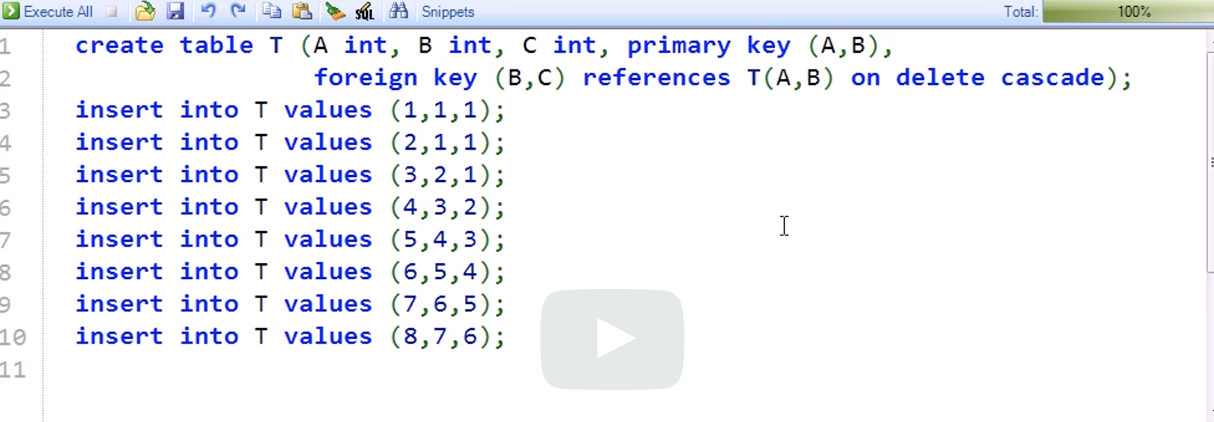 Execute All SQL Snippets Total: 100%
1 create table T (A int, B int, C int, primary key (A,B),
2 foreign key (B,C) references T(A,B) on delete cascade);
3 insert into T values (1,1,1);
4 insert into T values (2,1,1);
5 insert into T values (3,2,1);
6 insert into T values (4,3,2);
7 insert into T values (5,4,3);
8 insert into T values (6,5,4);
9 insert into T values (7,6,5);
10 insert into T values (8,7,6);
11